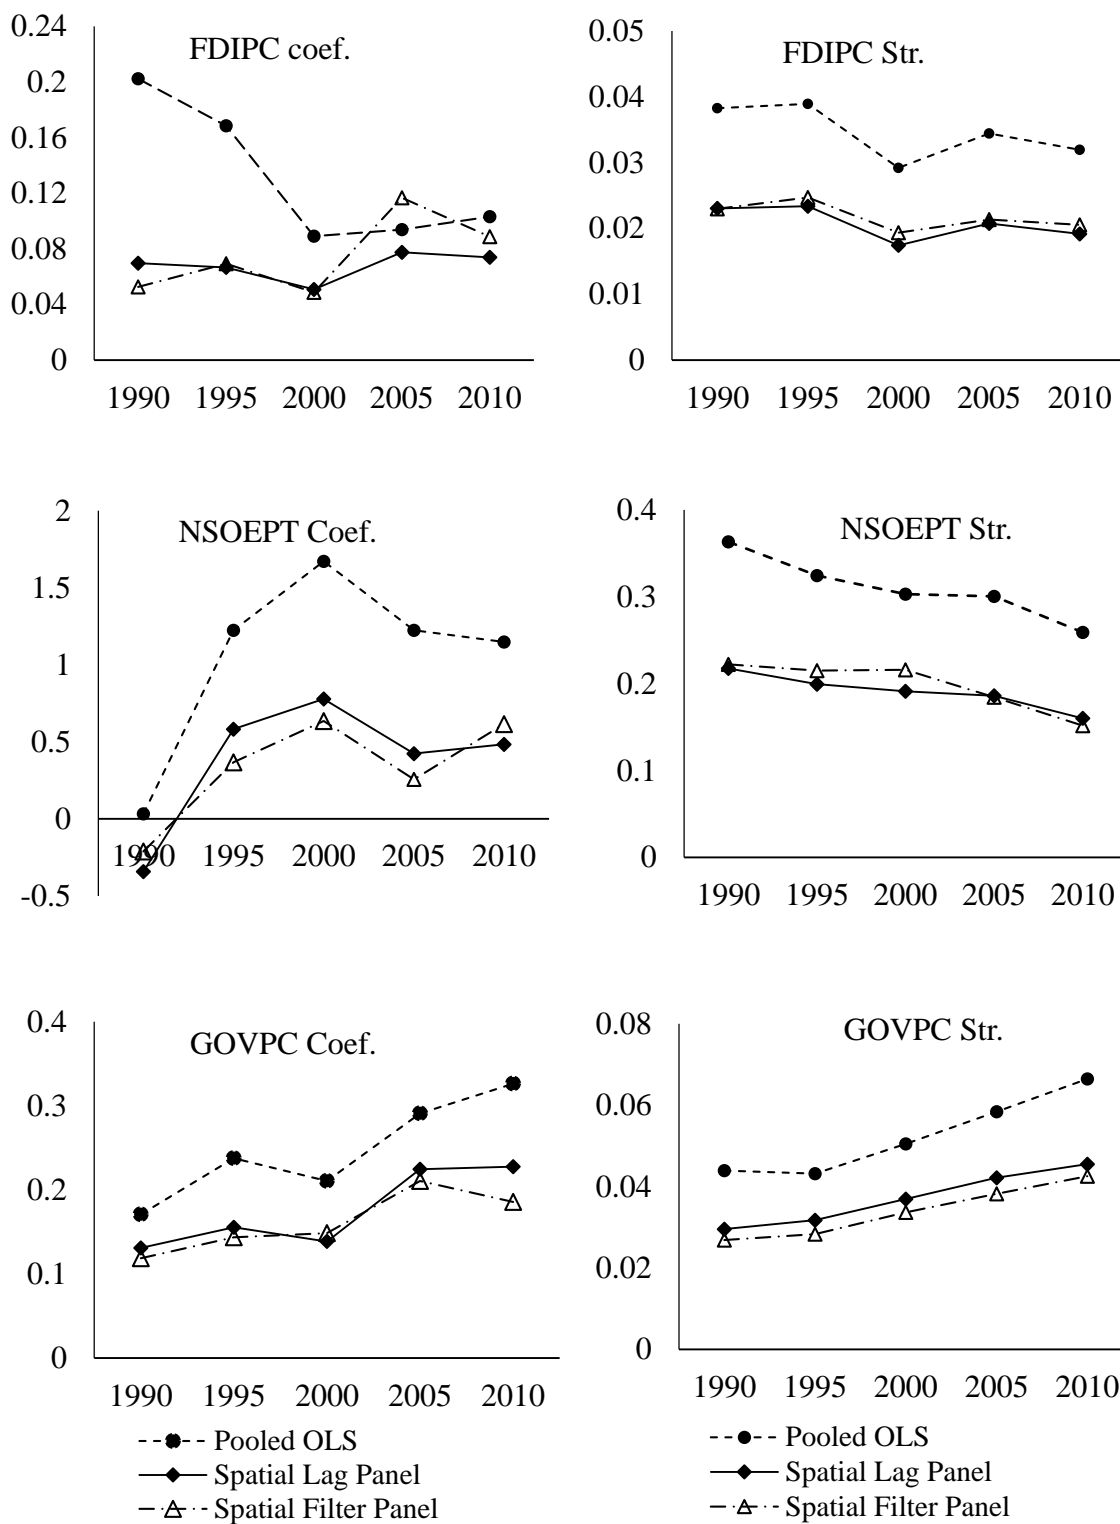 FDIPC coef.
0.24
0.2
0.16
0.12
0.08
0.04
0
1990 1995 2000 2005 2010
FDIPC Str.
0.05
0.04
0.03
0.02
0.01
0
1990 1995 2000 2005 2010
NSOEPT Coef.
2
1.5
1
0.5
0
-0.5
1990 1995 2000 2005 2010
NSOEPT Str.
0.4
0.3
0.2
0.1
0
1990 1995 2000 2005 2010
GOVPC Coef.
0.4
0.3
0.2
0.1
0
1990 1995 2000 2005 2010
Pooled OLS
Spatial Lag Panel
Spatial Filter Panel
GOVPC Str.
0.08
0.06
0.04
0.02
0
1990 1995 2000 2005 2010
Pooled OLS
Spatial Lag Panel
Spatial Filter Panel